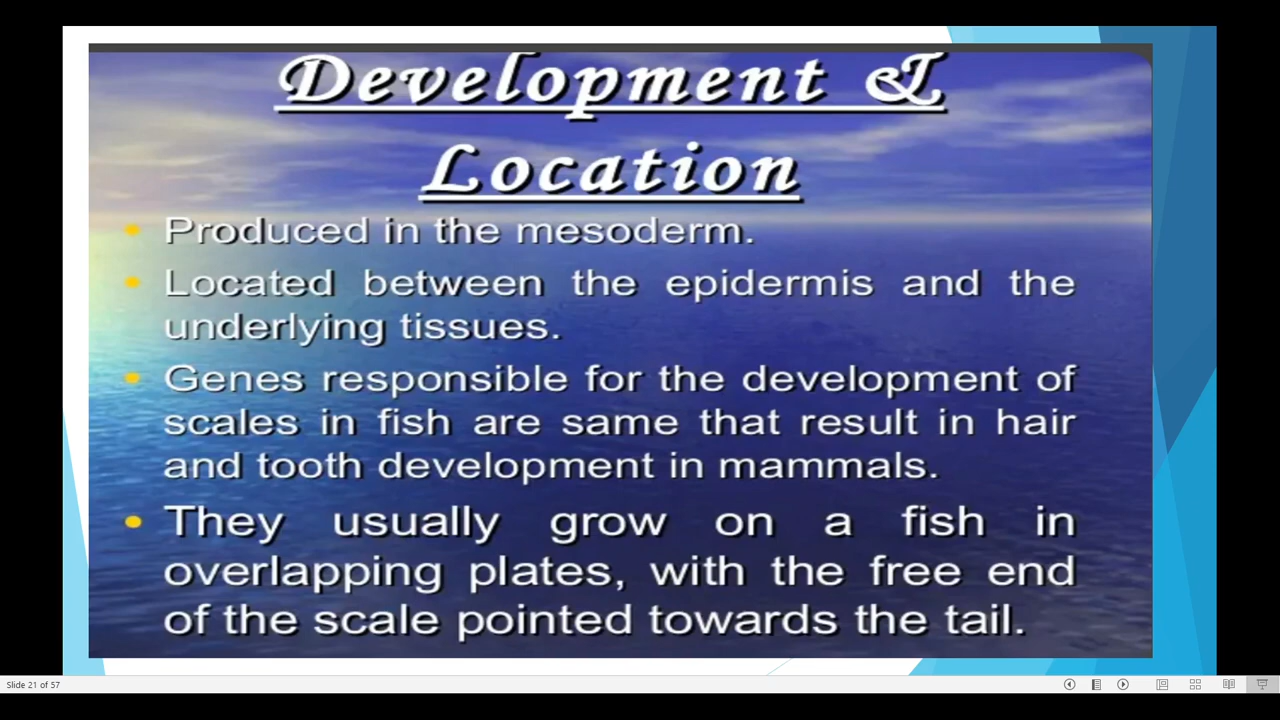 Development &
Location
• Produced in the mesoderm.
• Located between the epidermis and the
underlying tissues.
• Genes responsible for the development of
scales in fish are same that result in hair
and tooth development in mammals.
• They usually grow on a fish in
overlapping plates, with the free end
of the scale pointed towards the tail.
Slide 21 of 57